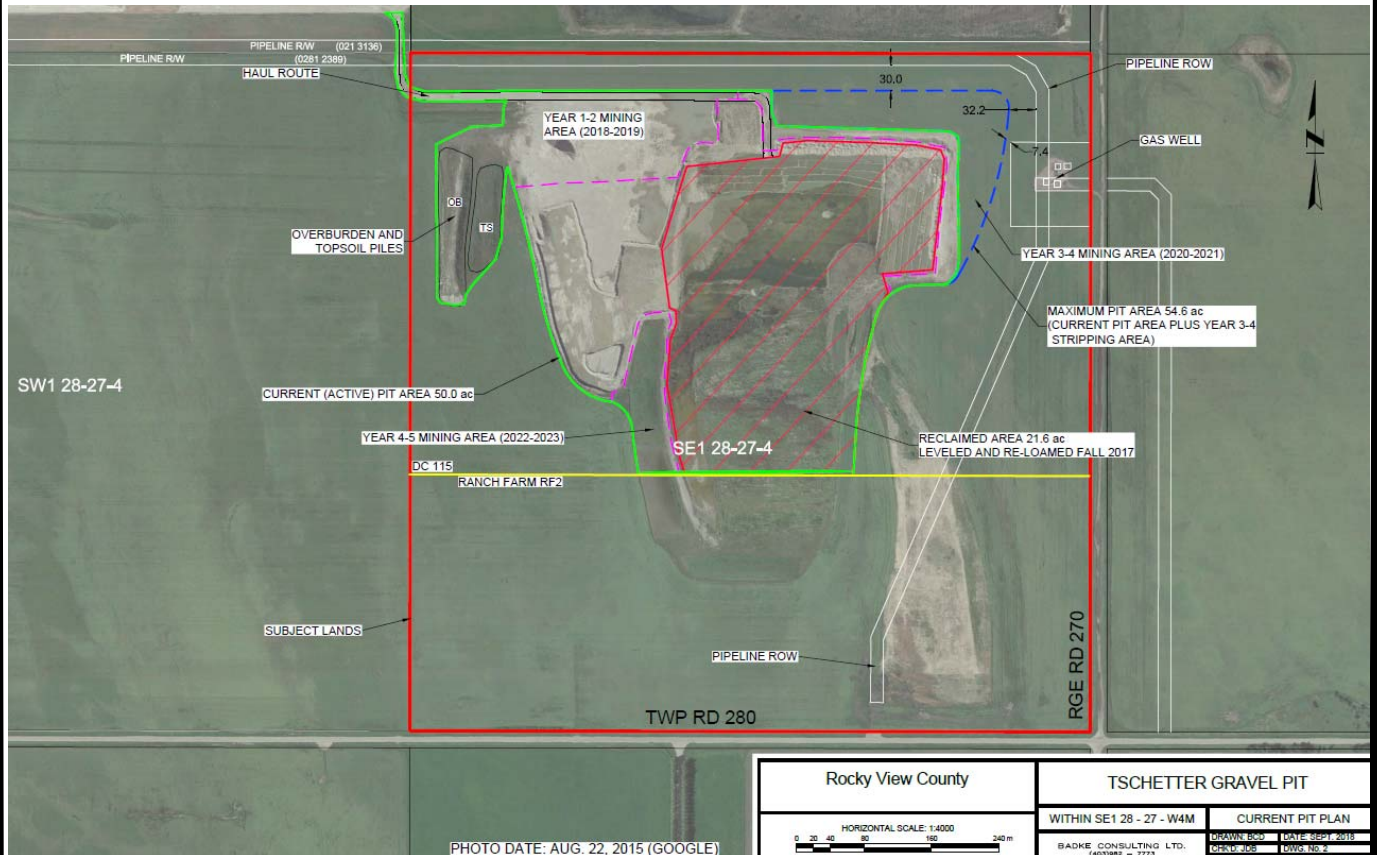 PIPELINE R/W (021 3136)
PIPELINE R/W (0281 2389)
HAUL ROUTE
PIPELINE ROW
30.0
32.2
7.4
N
YEAR 1-2 MINING
AREA (2018-2019)
GAS WELL
OB
TS
OVERBURDEN AND
TOPSOIL PILES
YEAR 3-4 MINING AREA (2020-2021)
MAXIMUM PIT AREA 54.6 ac
(CURRENT PIT AREA PLUS YEAR 3-4
STRIPPING AREA)
SW1 28-27-4
CURRENT (ACTIVE) PIT AREA 50.0 ac
YEAR 4-5 MINING AREA (2022-2023)
SE1 28-27-4
RECLAIMED AREA 21.6 ac
LEVELED AND RE-LOAMED FALL 2017
DC 115
RANCH FARM RF2
SUBJECT LANDS
PIPELINE ROW
RGE RD 270
TWP RD 280
PHOTO DATE: AUG. 22, 2015 (GOOGLE)
Rocky View County
HORIZONTAL SCALE: 1:4000
0 20 40 80 160 240 m
TSCHETTER GRAVEL PIT
WITHIN SE1 28 - 27 - W4M
CURRENT PIT PLAN
BADKE CONSULTING LTD.
DRAWN: BCD
DATE: SEPT. 2018
CHK'D: JDB
DWG. No. 2